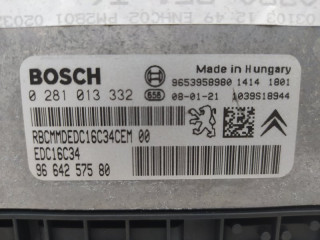 BOSCH
Made in Hungary
9653958980 1414 1801
0 281 013 332
658
08-01-21
1039S18944
RBCMMDEDC16C34CEM 00
EDC16C34
96 642 575 80